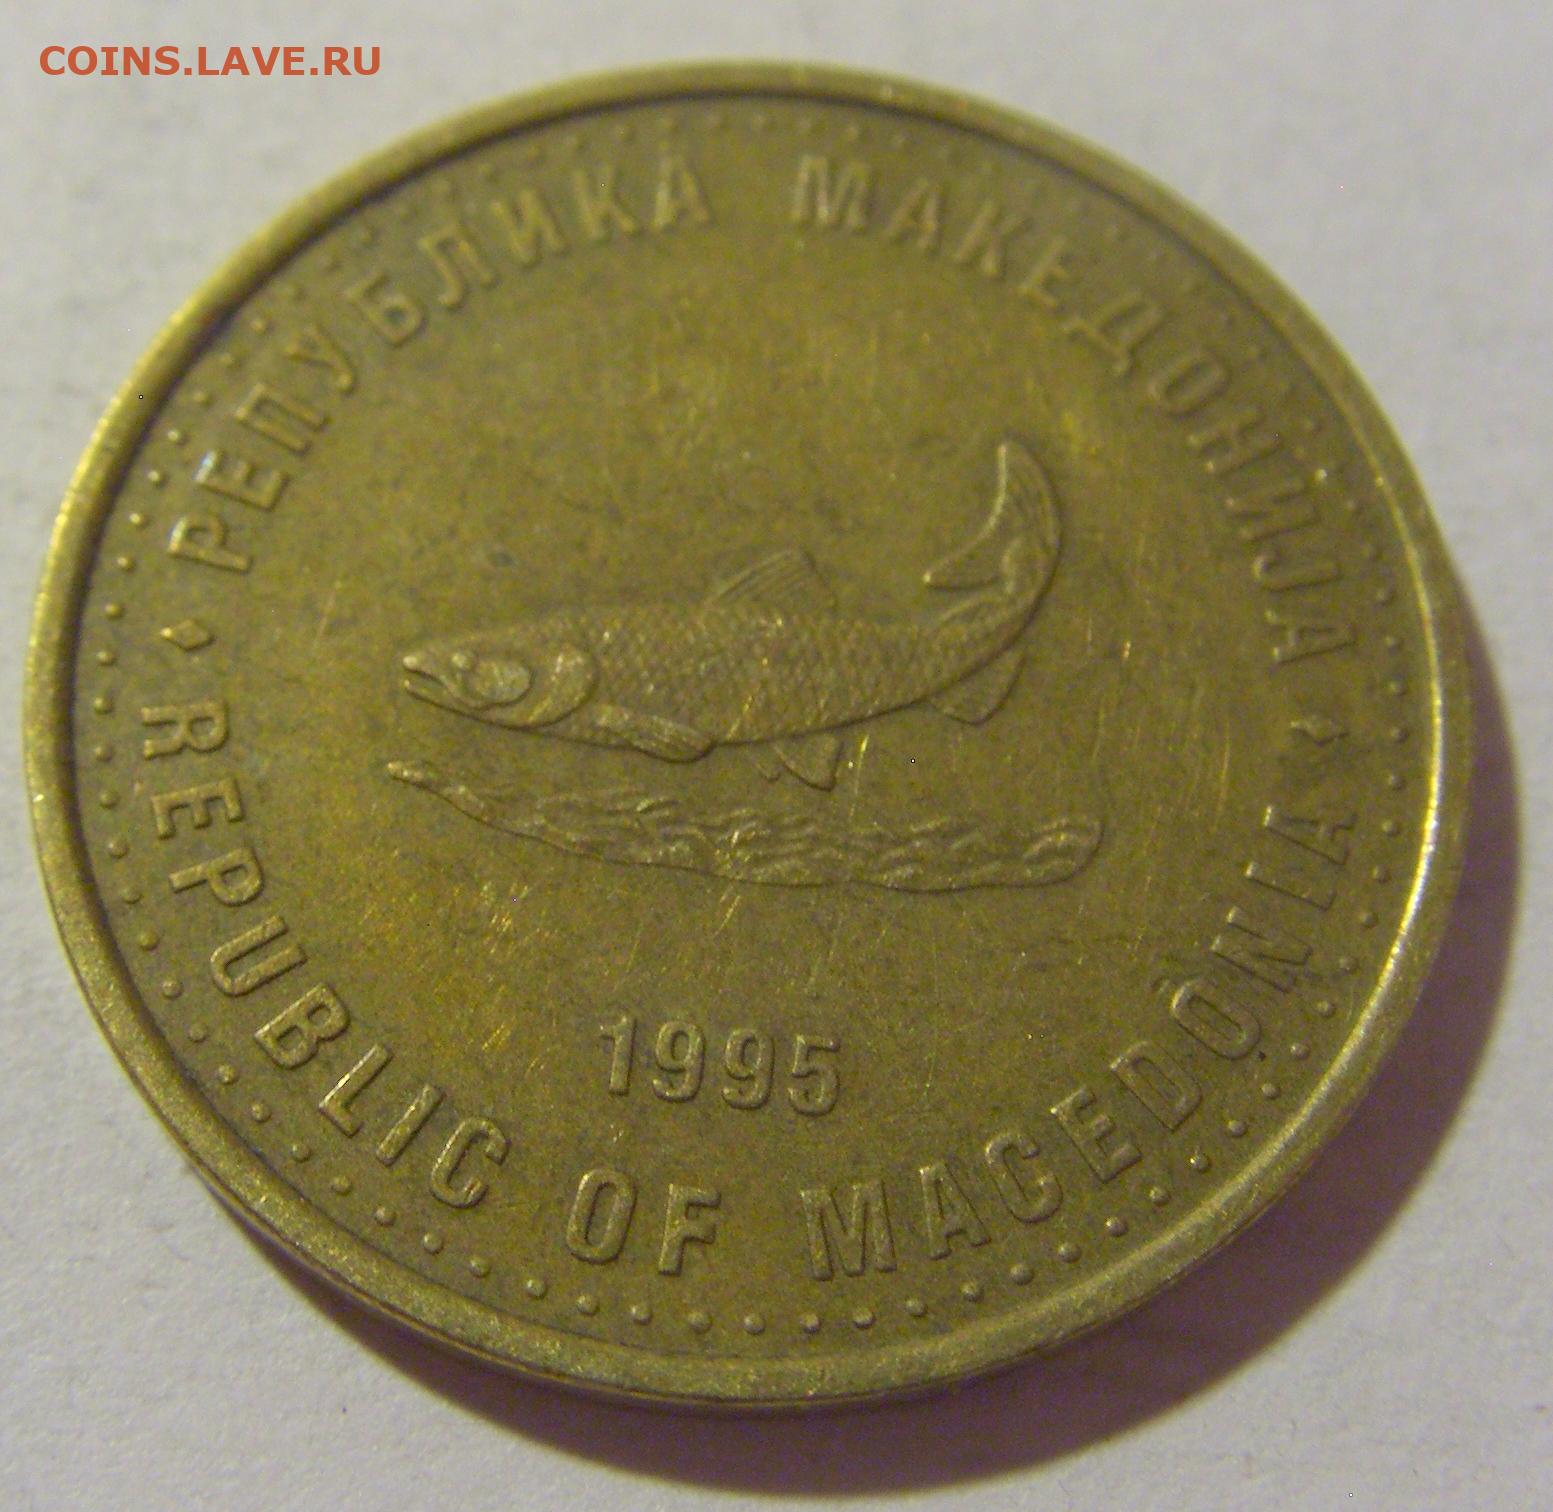 COINS.LAVE.RU
РЕПУБЛИКА МАКЕДОНИЈА
1995
REPUBLIC OF MACEDONIA